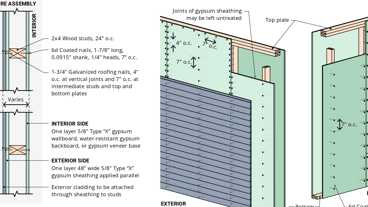 RE ASSEMBLY
INTERIOR
2x4 Wood studs, 24" o.c.
6d Coated nails, 1-7/8" long,
0.0915" shank, 1/4" heads, 7" o.c.
1-3/4" Galvanized roofing nails, 4"
o.c. at vertical joints and 7" o.c. at
intermediate studs and top and
bottom plates
Varies
INTERIOR SIDE
One layer 5/8" Type "X" gypsum
wallboard, water-resistant gypsum
backboard, or gypsum veneer base
EXTERIOR SIDE
One layer 48" wide 5/8" Type "X"
gypsum sheathing applied parallel
Exterior cladding to be attached
through sheathing to studs
Joints of gypsum sheathing
may be left untreated
Top plate
4" o.c.
7" o.c.
7" o.c.
7" o.c.
EXTERIOR